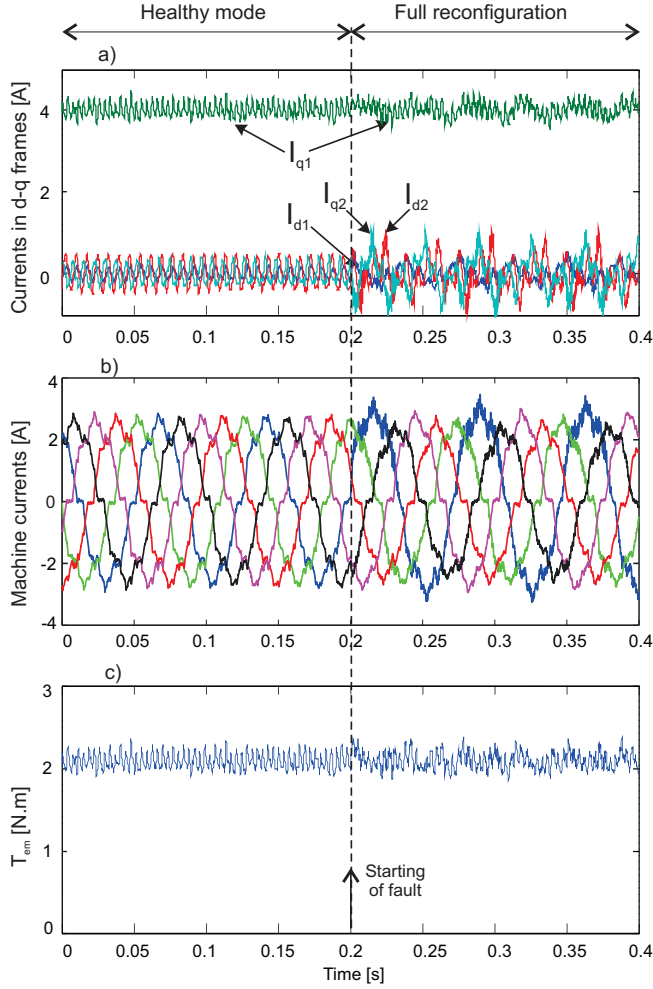 Healthy mode
Full reconfiguration
a)
Currents in d-q frames [A]
4
2
0
I_q1
I_q2
I_d2
I_d1
0 0.05 0.1 0.15 0.2 0.25 0.3 0.35 0.4
b)
Machine currents [A]
4
2
0
-2
-4
0 0.05 0.1 0.15 0.2 0.25 0.3 0.35 0.4
c)
T_em [N.m]
3
2
1
0
Starting
of fault
0 0.05 0.1 0.15 0.2 0.25 0.3 0.35 0.4
Time [s]